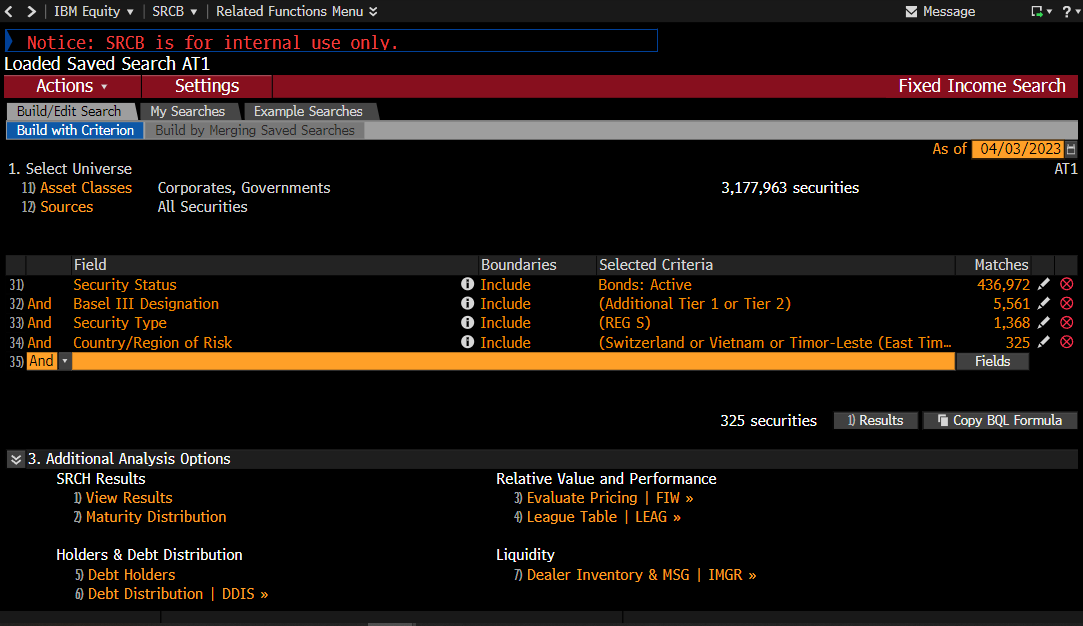 IBM Equity SRCB Related Functions Menu Message ?
Notice: SRCB is for internal use only.
Loaded Saved Search AT1
Actions Settings Fixed Income Search
Build/Edit Search My Searches Example Searches
Build with Criterion Build by Merging Saved Searches
As of 04/03/2023
1. Select Universe AT1
11) Asset Classes Corporates, Governments 3,177,963 securities
12) Sources All Securities
Field Boundaries Selected Criteria Matches
31) Security Status Include Bonds: Active 436,972
32) And Basel III Designation Include (Additional Tier 1 or Tier 2) 5,561
33) And Security Type Include (REG S) 1,368
34) And Country/Region of Risk Include (Switzerland or Vietnam or Timor-Leste (East Tim... 325
35) And Fields
325 securities 1) Results Copy BQL Formula
3. Additional Analysis Options
SRCH Results Relative Value and Performance
1) View Results 3) Evaluate Pricing | FIW »
2) Maturity Distribution 4) League Table | LEAG »
Holders & Debt Distribution Liquidity
5) Debt Holders 7) Dealer Inventory & MSG | IMGR »
6) Debt Distribution | DDIS »